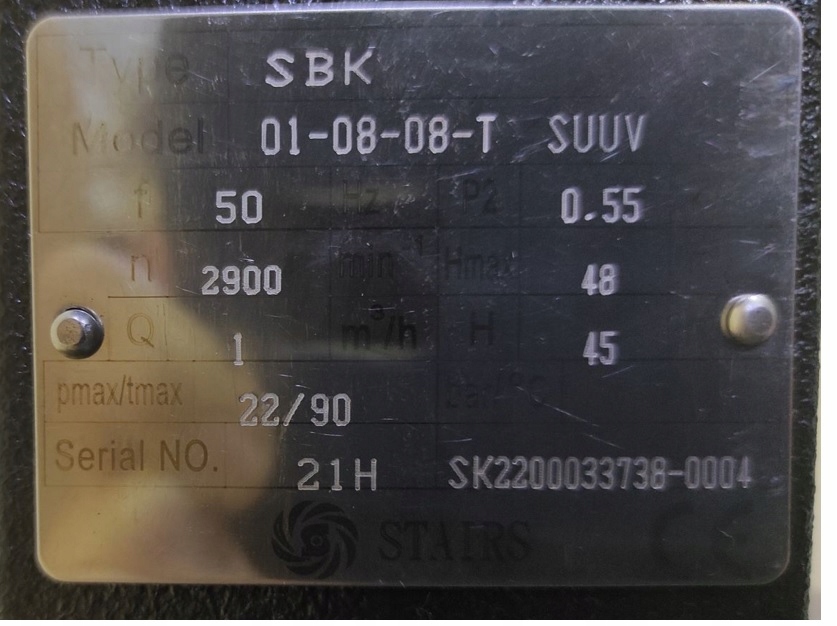 Type SBK
Model 01-08-08-T SUUV
f 50 Hz P2 0.55
n 2900 min⁻¹ Hmax 48
Q 1 m³/h H 45
pmax/tmax 22/90 bar/°C
Serial NO. 21H SK2200033738-0004
STAIRS CE